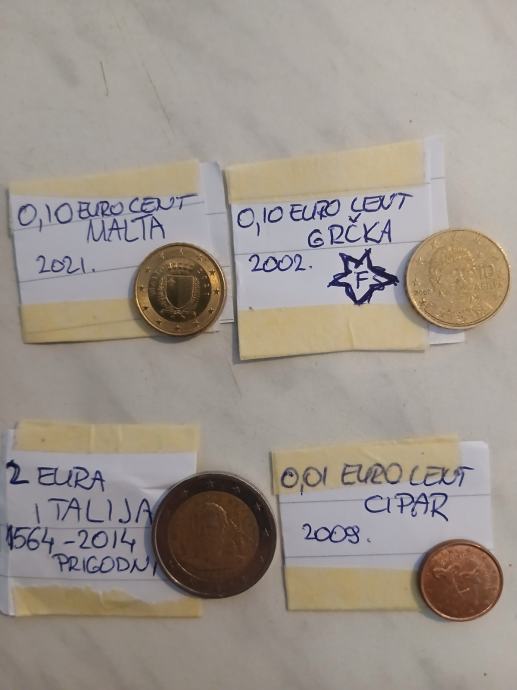 0,10 EURO CENT
MALTA
2021.
0,10 EURO CENT
GRČKA
2002.
F
2 EURA
ITALIJA
1564-2014
PRIGODNI
0,01 EURO CENT
CIPAR
2009.